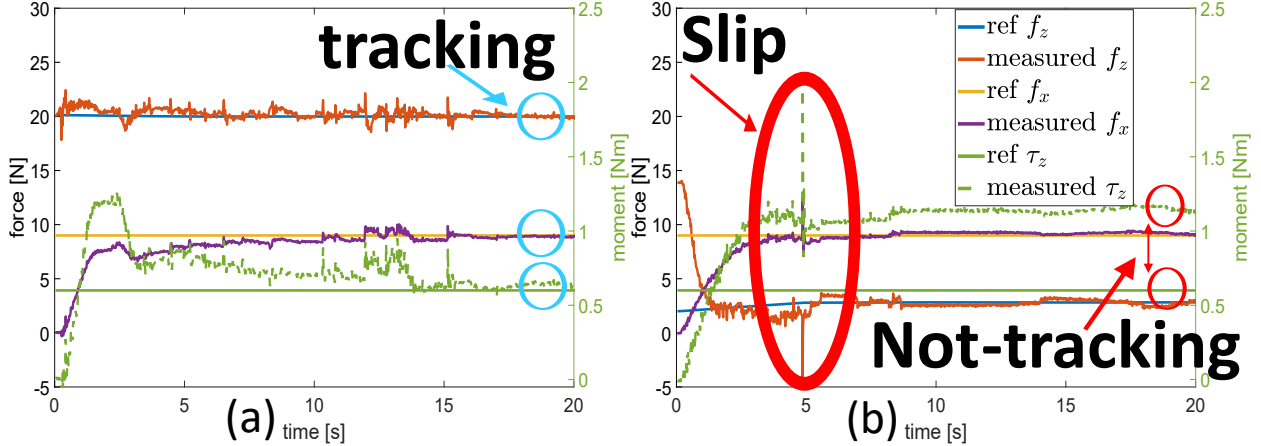 30
25
20
15
10
5
0
-5
force [N]
0
5
10
15
20
time [s]
2.5
2
1.5
1
0.5
0
moment [Nm]
tracking
(a)
30
25
20
15
10
5
0
-5
force [N]
0
5
10
15
20
time [s]
2.5
2
1.5
1
0.5
0
moment [Nm]
Slip
ref f_z
measured f_z
ref f_x
measured f_x
ref τ_z
measured τ_z
Not-tracking
(b)